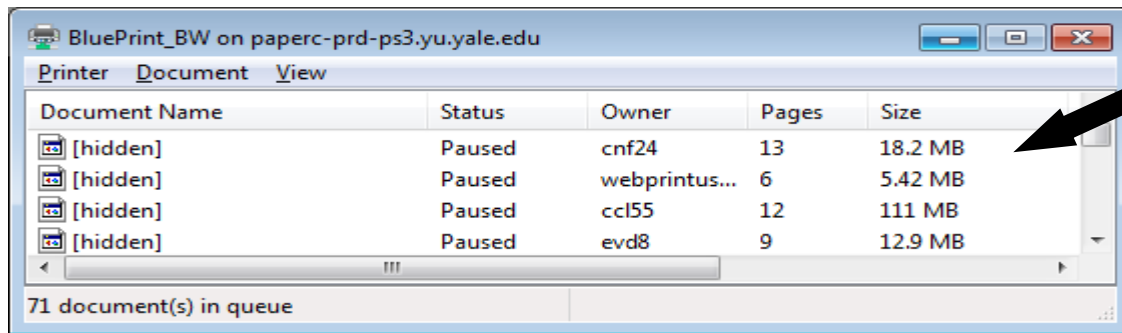 BluePrint_BW on paperc-prd-ps3.yu.yale.edu
Printer Document View
Document Name Status Owner Pages Size
[hidden] Paused cnf24 13 18.2 MB
[hidden] Paused webprintus... 6 5.42 MB
[hidden] Paused ccl55 12 111 MB
[hidden] Paused evd8 9 12.9 MB
71 document(s) in queue